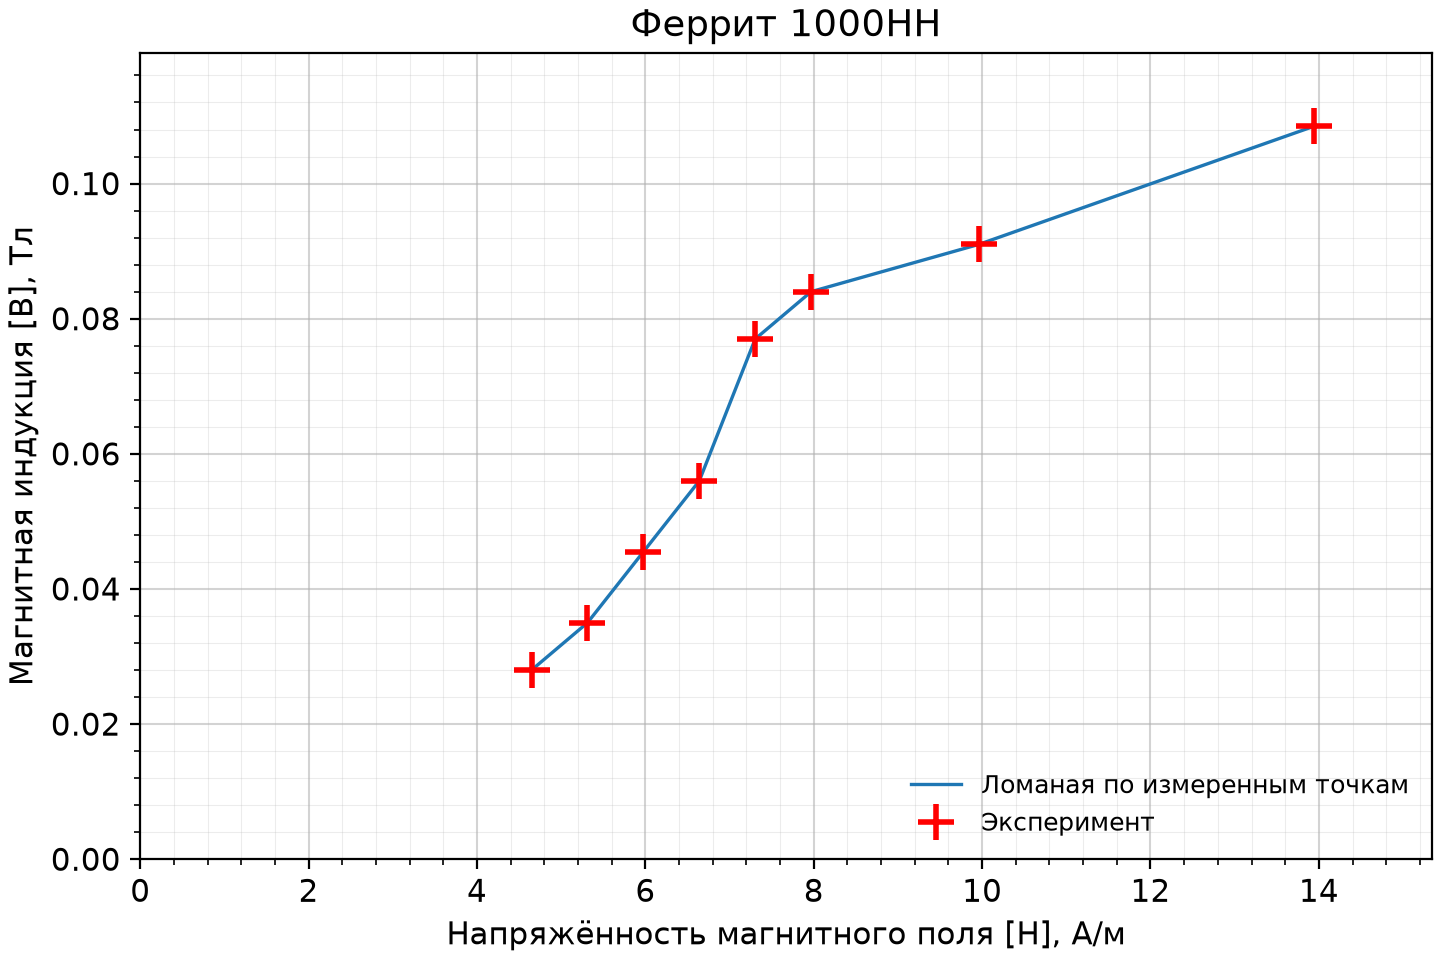 Феррит 1000НН
Магнитная индукция [B], Тл
0.10
0.08
0.06
0.04
0.02
0.00
0 2 4 6 8 10 12 14
Напряжённость магнитного поля [H], А/м
Ломаная по измеренным точкам
Эксперимент